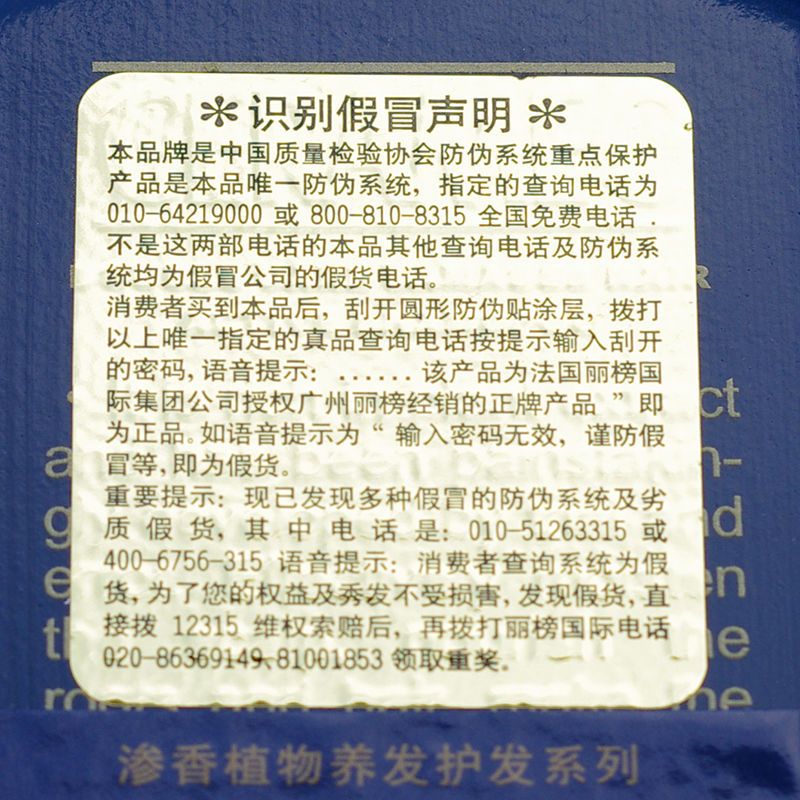 ✻识别假冒声明✻
本品牌是中国质量检验协会防伪系统重点保护
产品是本品唯一防伪系统，指定的查询电话为
010-64219000 或 800-810-8315 全国免费电话 .
不是这两部电话的本品其他查询电话及防伪系
统均为假冒公司的假货电话。
消费者买到本品后，刮开圆形防伪贴涂层，拨打
以上唯一指定的真品查询电话按提示输入刮开
的密码，语音提示：……该产品为法国丽榜国
际集团公司授权广州丽榜经销的正牌产品 ” 即
为正品。如语音提示为 “ 输入密码无效，谨防假
冒等，即为假货。
重要提示：现已发现多种假冒的防伪系统及劣
质假货，其中电话是：010-51263315 或
400-6756-315 语音提示：消费者查询系统为假
货，为了您的权益及秀发不受损害，发现假货，直
接拨 12315 维权索赔后，再拨打丽榜国际电话
020-86369149.81001853 领取重奖.
R
ct
a n-
g nd
e en
th the
the
渗香植物养发护发系列